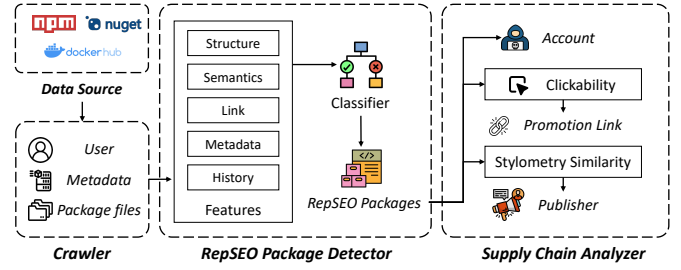 npm
nuget
dockerhub
Data Source
User
Metadata
Package files
Crawler
Structure
Semantics
Link
Metadata
History
Features
Classifier
</>
RepSEO Packages
RepSEO Package Detector
Account
Clickability
Promotion Link
Stylometry Similarity
Publisher
Supply Chain Analyzer